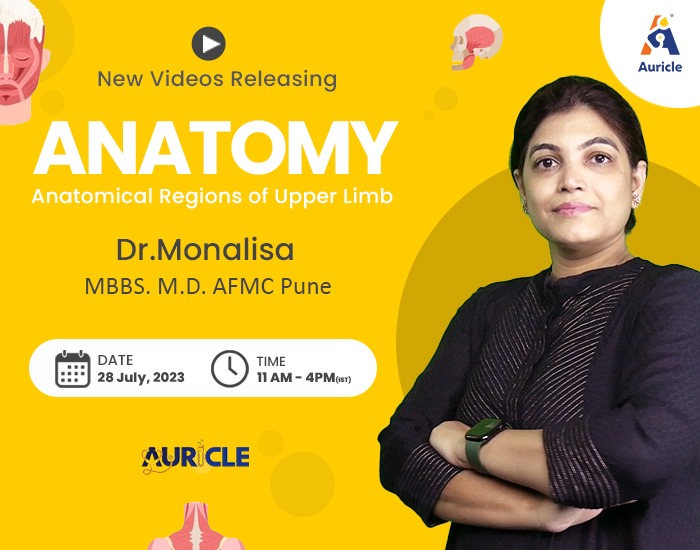 New Videos Releasing
Auricle
ANATOMY
Anatomical Regions of Upper Limb
Dr.Monalisa
MBBS. M.D. AFMC Pune
DATE
28 July, 2023
TIME
11 AM - 4PM(IST)
AURICLE